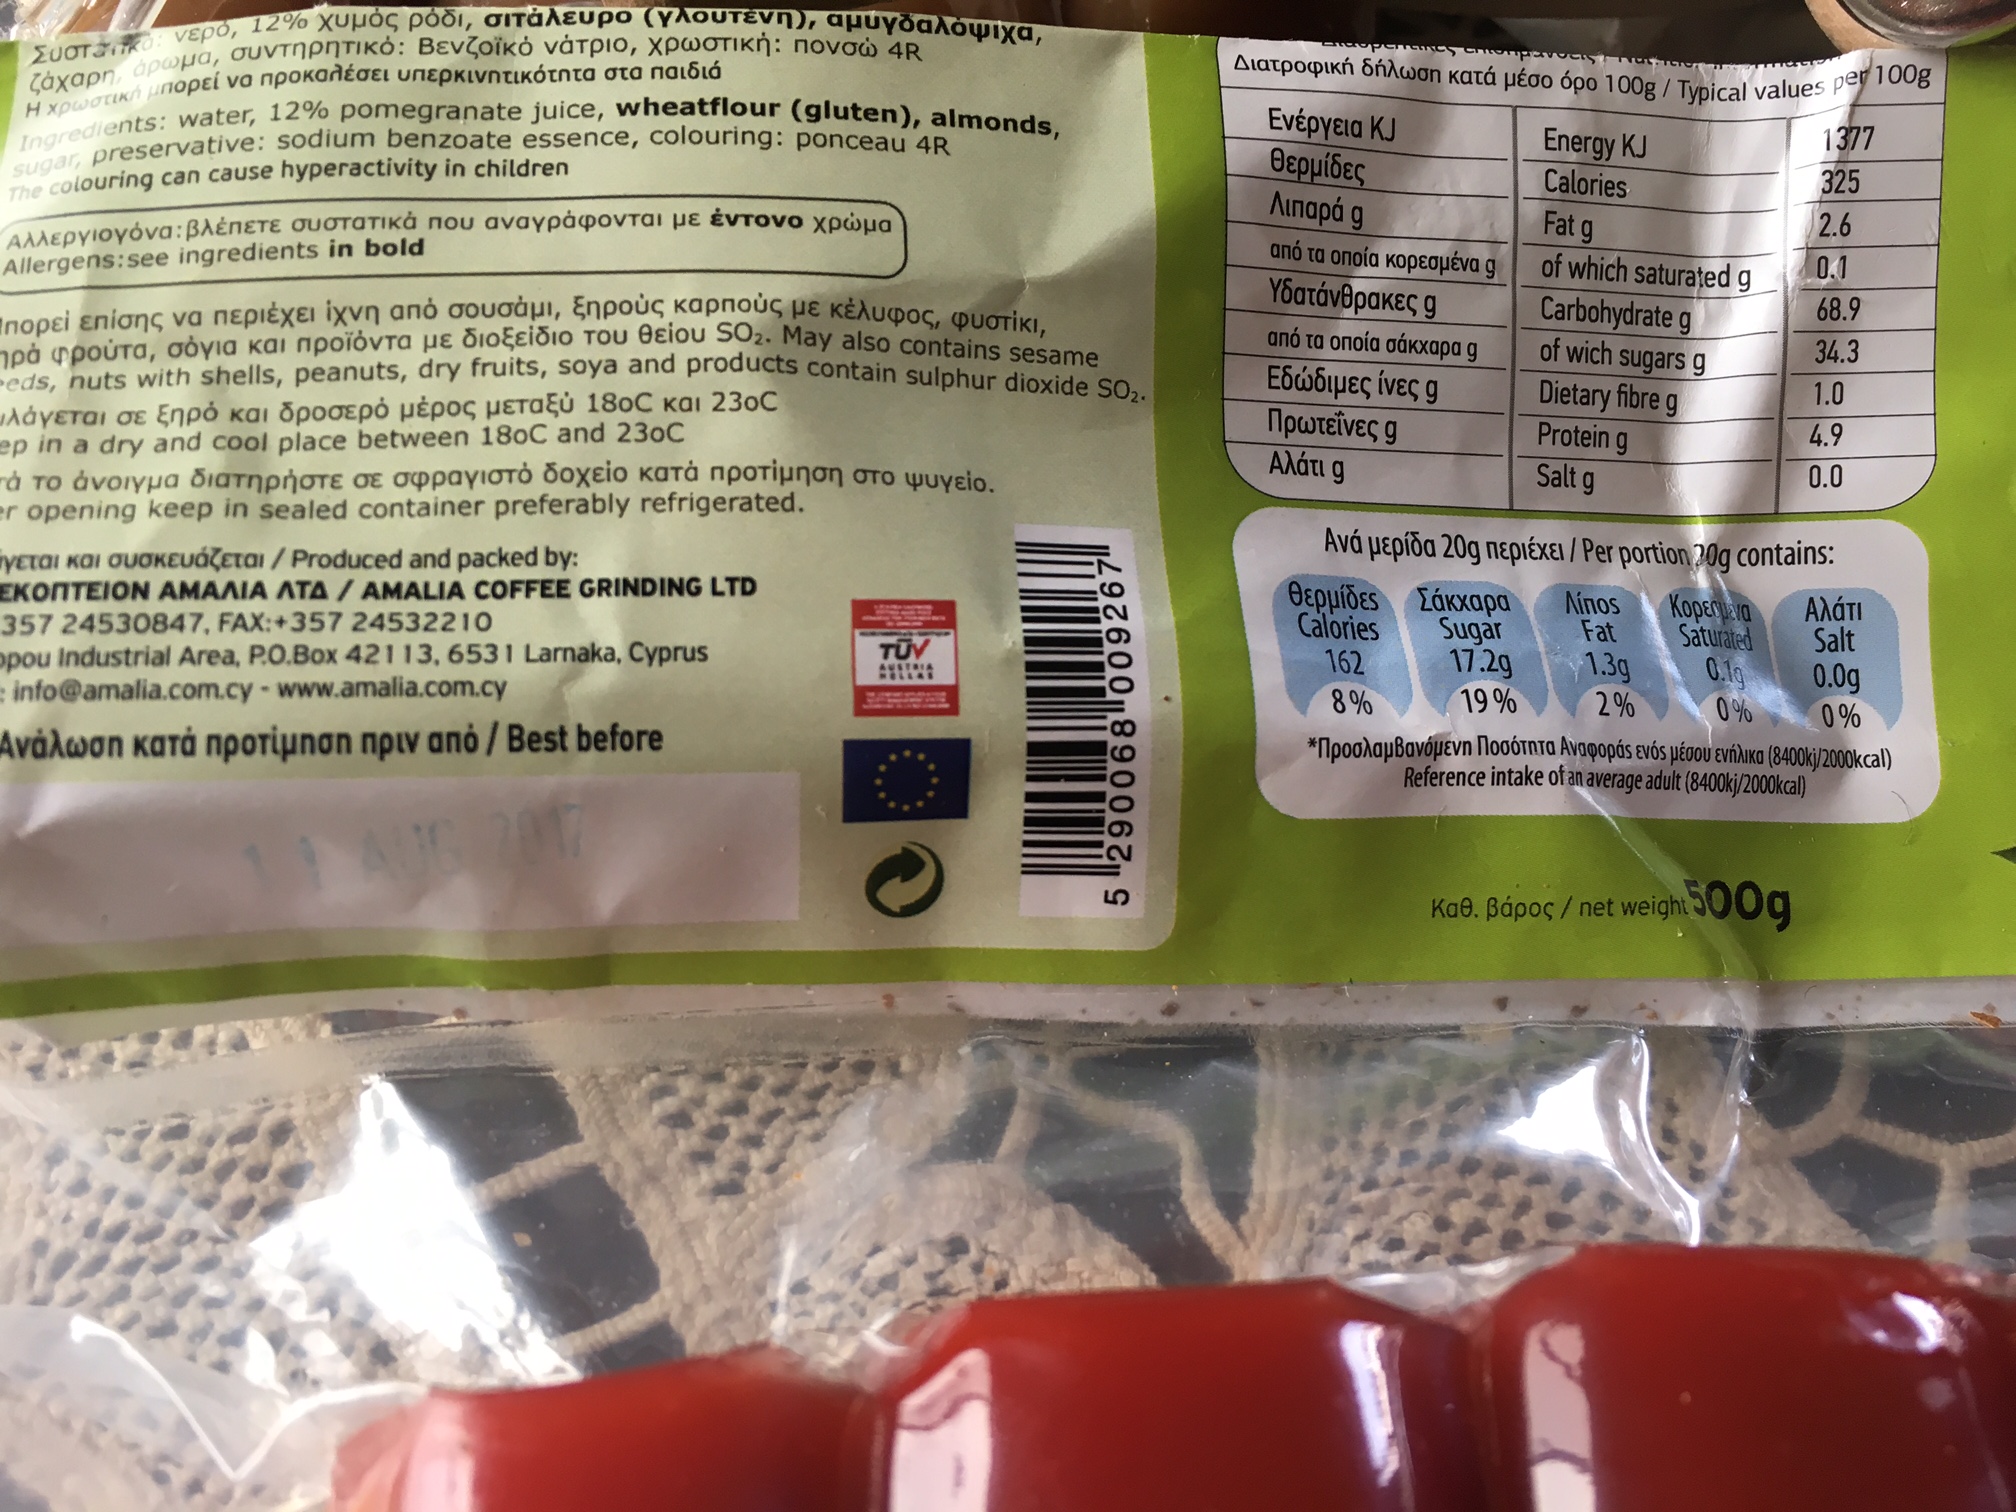 Συστατικά: νερό, 12% χυμός ρόδι, σιτάλευρο (γλουτένη), αμυγδαλόψιχα,
ζάχαρη, άρωμα, συντηρητικό: Βενζοϊκό νάτριο, χρωστική: πονσώ 4R
Η χρωστική μπορεί να προκαλέσει υπερκινητικότητα στα παιδιά
Ingredients: water, 12% pomegranate juice, wheatflour (gluten), almonds,
sugar, preservative: sodium benzoate essence, colouring: ponceau 4R
The colouring can cause hyperactivity in children
Αλλεργιογόνα:βλέπετε συστατικά που αναγράφονται με έντονο χρώμα
Allergens:see ingredients in bold
πορεί επίσης να περιέχει ίχνη από σουσάμι, ξηρούς καρπούς με κέλυφος, φυστίκι,
ηρά φρούτα, σόγια και προϊόντα με διοξείδιο του θείου SO₂. May also contains sesame
eds, nuts with shells, peanuts, dry fruits, soya and products contain sulphur dioxide SO₂.
λάγεται σε ξηρό και δροσερό μέρος μεταξύ 18oC και 23oC
ep in a dry and cool place between 18oC and 23oC
τά το άνοιγμα διατηρήστε σε σφραγιστό δοχείο κατά προτίμηση στο ψυγείο.
er opening keep in sealed container preferably refrigerated.
γεται και συσκευάζεται / Produced and packed by:
ΕΚΟΠΤΕΙΟΝ ΑΜΑΛΙΑ ΛΤΔ / AMALIA COFFEE GRINDING LTD
357 24530847, FAX:+357 24532210
ρου Industrial Area, P.O.Box 42113, 6531 Larnaka, Cyprus
: info@amalia.com.cy - www.amalia.com.cy
Ανάλωση κατά προτίμηση πριν από / Best before
11 AUG 2017
TÜV
AUSTRIA
HELLAS
5 290068 009267
Διατροφική δήλωση κατά μέσο όρο 100g / Typical values per 100g
Ενέργεια KJ Energy KJ 1377
Θερμίδες Calories 325
Λιπαρά g Fat g 2.6
από τα οποία κορεσμένα g of which saturated g 0.1
Υδατάνθρακες g Carbohydrate g 68.9
από τα οποία σάκχαρα g of wich sugars g 34.3
Εδώδιμες ίνες g Dietary fibre g 1.0
Πρωτεΐνες g Protein g 4.9
Αλάτι g Salt g 0.0
Ανά μερίδα 20g περιέχει / Per portion 20g contains:
Θερμίδες Σάκχαρα Λίπος Κορεσμένα Αλάτι
Calories Sugar Fat Saturated Salt
162 17.2g 1.3g 0.1g 0.0g
8% 19% 2% 0% 0%
*Προσλαμβανόμενη Ποσότητα Αναφοράς ενός μέσου ενήλικα (8400kj/2000kcal)
Reference intake of an average adult (8400kj/2000kcal)
Καθ. βάρος / net weight 500g